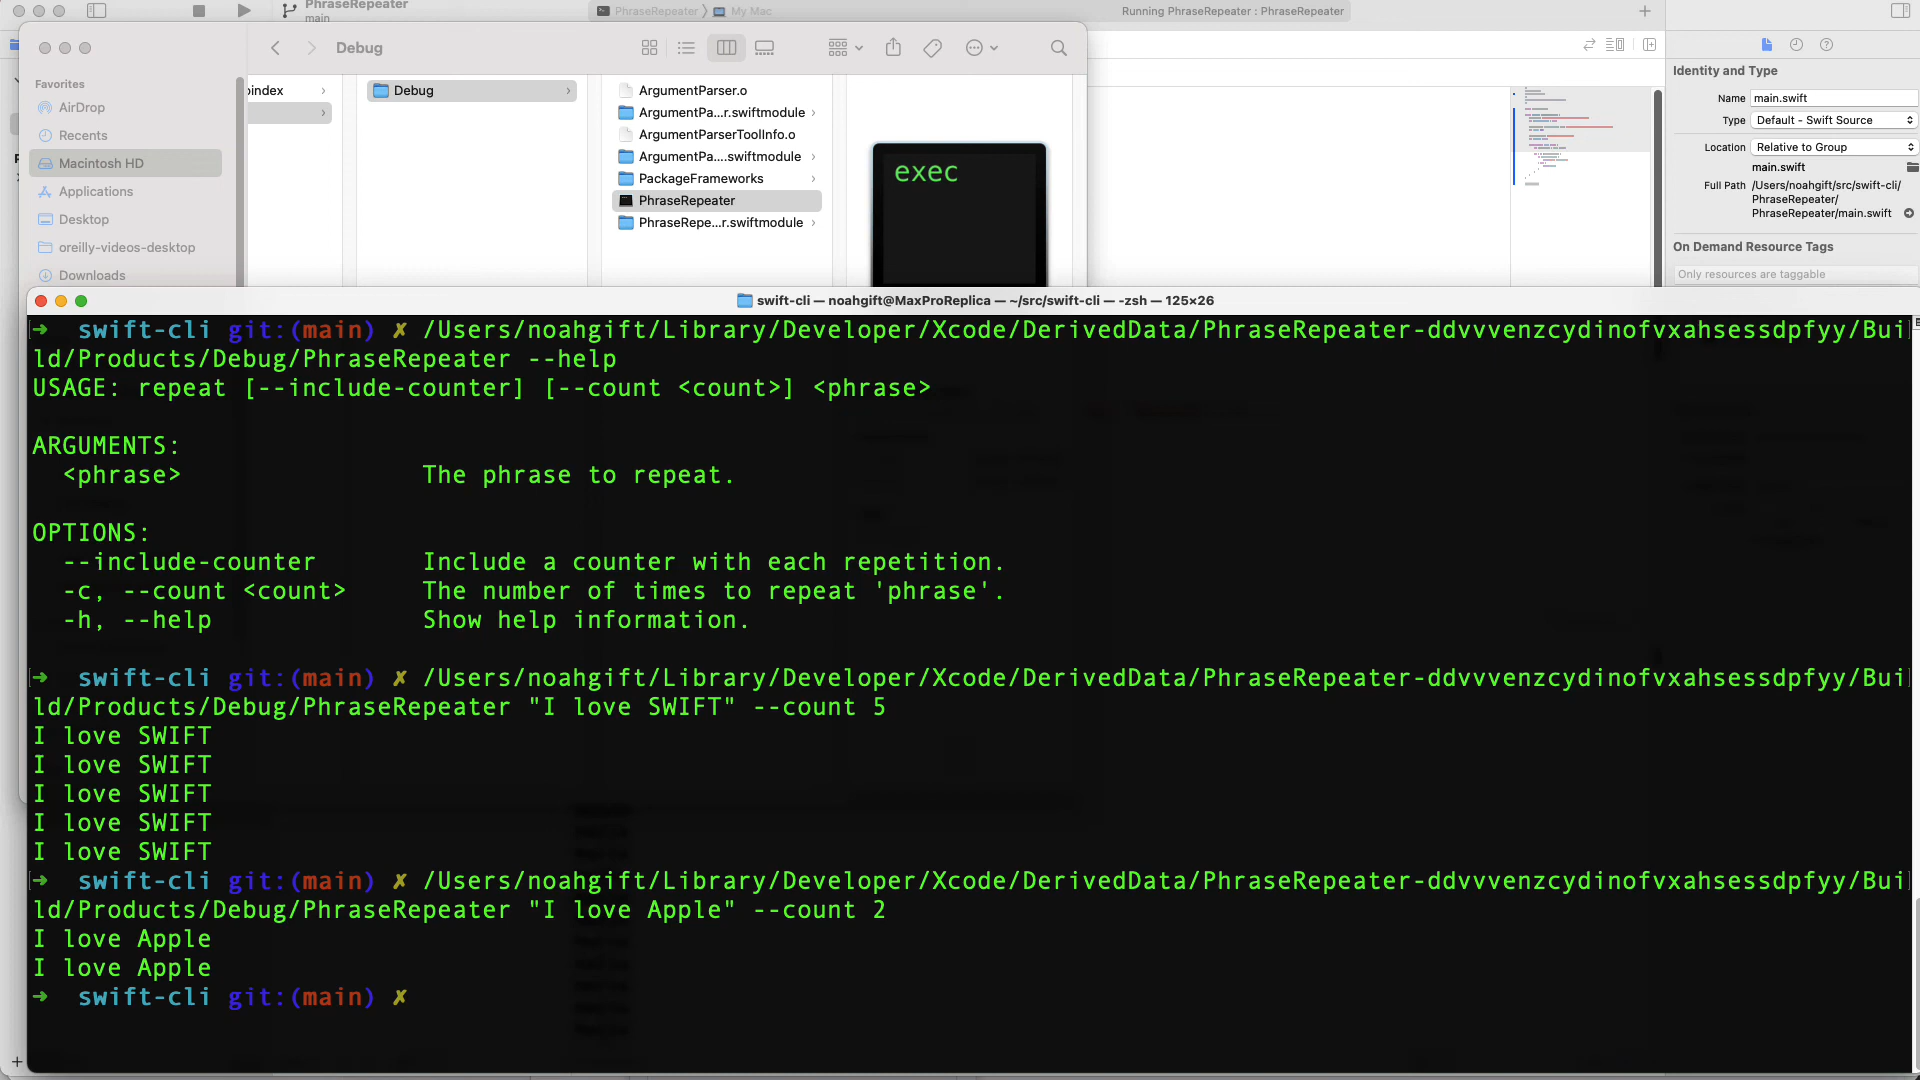 PhraseRepeater
main
PhraseRepeater
My Mac
Running PhraseRepeater : PhraseRepeater
Debug
Favorites
AirDrop
Recents
Macintosh HD
Applications
Desktop
oreilly-videos-desktop
Downloads
Debug
ArgumentParser.o
ArgumentPa...r.swiftmodule
ArgumentParserToolInfo.o
ArgumentPa....swiftmodule
PackageFrameworks
PhraseRepeater
PhraseRepe...r.swiftmodule
exec
Identity and Type
Name main.swift
Type Default - Swift Source
Location Relative to Group
main.swift
Full Path /Users/noahgift/src/swift-cli/
PhraseRepeater/
PhraseRepeater/main.swift
On Demand Resource Tags
Only resources are taggable
swift-cli — noahgift@MaxProReplica — ~/src/swift-cli — -zsh — 125×26
➜ swift-cli git:(main) ✗ /Users/noahgift/Library/Developer/Xcode/DerivedData/PhraseRepeater-ddvvvenzcydinofvxahsessdpfyy/Bui
ld/Products/Debug/PhraseRepeater --help
USAGE: repeat [--include-counter] [--count <count>] <phrase>
ARGUMENTS:
<phrase> The phrase to repeat.
OPTIONS:
--include-counter Include a counter with each repetition.
-c, --count <count> The number of times to repeat 'phrase'.
-h, --help Show help information.
➜ swift-cli git:(main) ✗ /Users/noahgift/Library/Developer/Xcode/DerivedData/PhraseRepeater-ddvvvenzcydinofvxahsessdpfyy/Bui
ld/Products/Debug/PhraseRepeater "I love SWIFT" --count 5
I love SWIFT
I love SWIFT
I love SWIFT
I love SWIFT
I love SWIFT
➜ swift-cli git:(main) ✗ /Users/noahgift/Library/Developer/Xcode/DerivedData/PhraseRepeater-ddvvvenzcydinofvxahsessdpfyy/Bui
ld/Products/Debug/PhraseRepeater "I love Apple" --count 2
I love Apple
I love Apple
➜ swift-cli git:(main) ✗